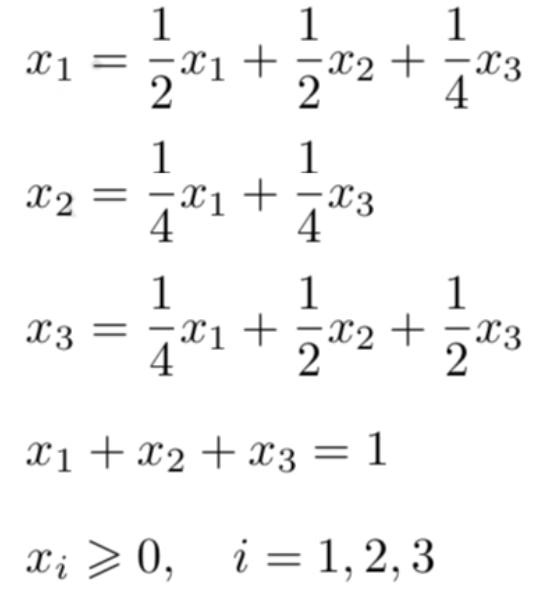 x₁ = 1/2 x₁ + 1/2 x₂ + 1/4 x₃
x₂ = 1/4 x₁ + 1/4 x₃
x₃ = 1/4 x₁ + 1/2 x₂ + 1/2 x₃
x₁ + x₂ + x₃ = 1
xᵢ ⩾ 0, i = 1, 2, 3